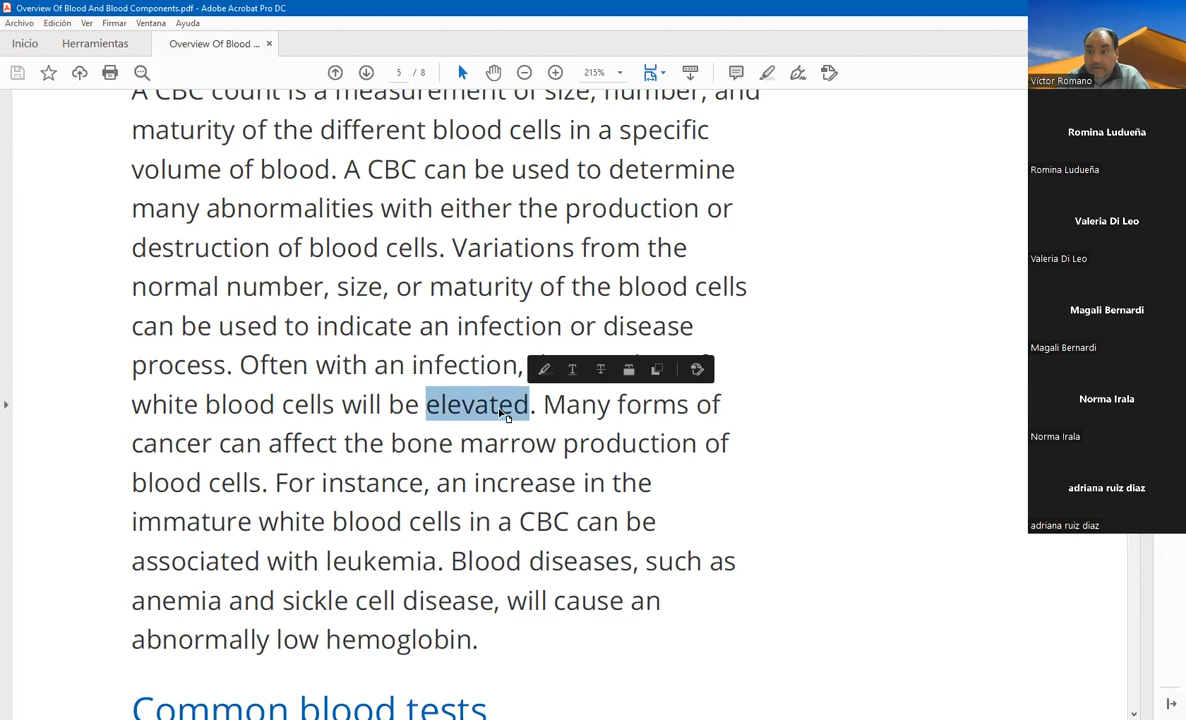 Overview Of Blood And Blood Components.pdf - Adobe Acrobat Pro DC
Archivo Edición Ver Firmar Ventana Ayuda
Inicio Herramientas Overview Of Blood ... ×
5 / 8 215%
A CBC count is a measurement of size, number, and
maturity of the different blood cells in a specific
volume of blood. A CBC can be used to determine
many abnormalities with either the production or
destruction of blood cells. Variations from the
normal number, size, or maturity of the blood cells
can be used to indicate an infection or disease
process. Often with an infection,
white blood cells will be elevated. Many forms of
cancer can affect the bone marrow production of
blood cells. For instance, an increase in the
immature white blood cells in a CBC can be
associated with leukemia. Blood diseases, such as
anemia and sickle cell disease, will cause an
abnormally low hemoglobin.
Common blood tests
Víctor Romano
Romina Ludueña
Romina Ludueña
Valeria Di Leo
Valeria Di Leo
Magali Bernardi
Magali Bernardi
Norma Irala
Norma Irala
adriana ruiz diaz
adriana ruiz diaz